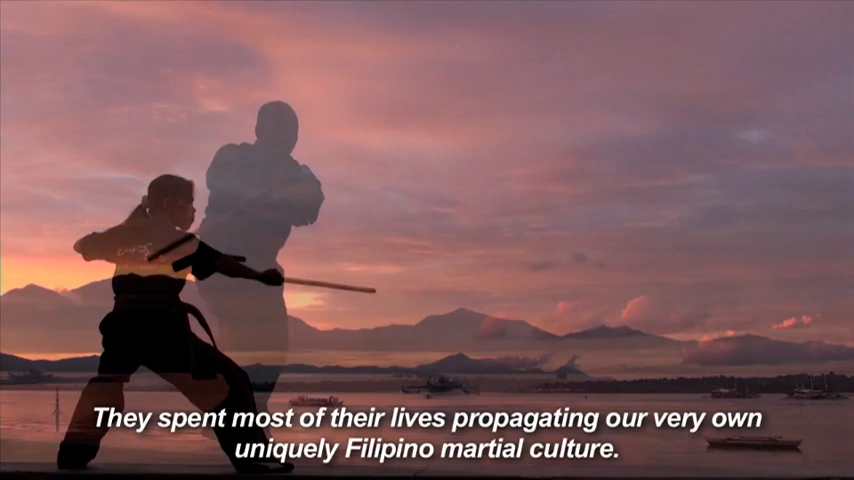 They spent most of their lives propagating our very own
uniquely Filipino martial culture.